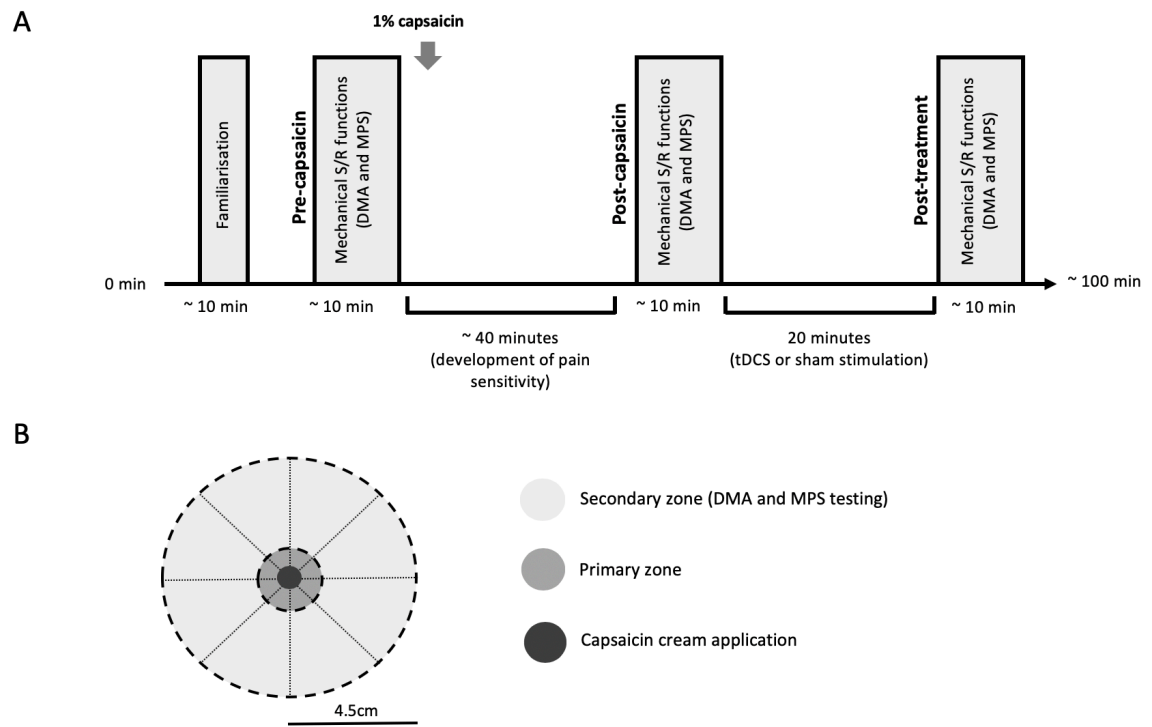 A
1% capsaicin
Familiarisation
Pre-capsaicin
Mechanical S/R functions
(DMA and MPS)
Post-capsaicin
Mechanical S/R functions
(DMA and MPS)
Post-treatment
Mechanical S/R functions
(DMA and MPS)
0 min
~ 100 min
~ 10 min
~ 10 min
~ 10 min
~ 10 min
~ 40 minutes
(development of pain
sensitivity)
20 minutes
(tDCS or sham stimulation)
B
Secondary zone (DMA and MPS testing)
Primary zone
Capsaicin cream application
4.5cm